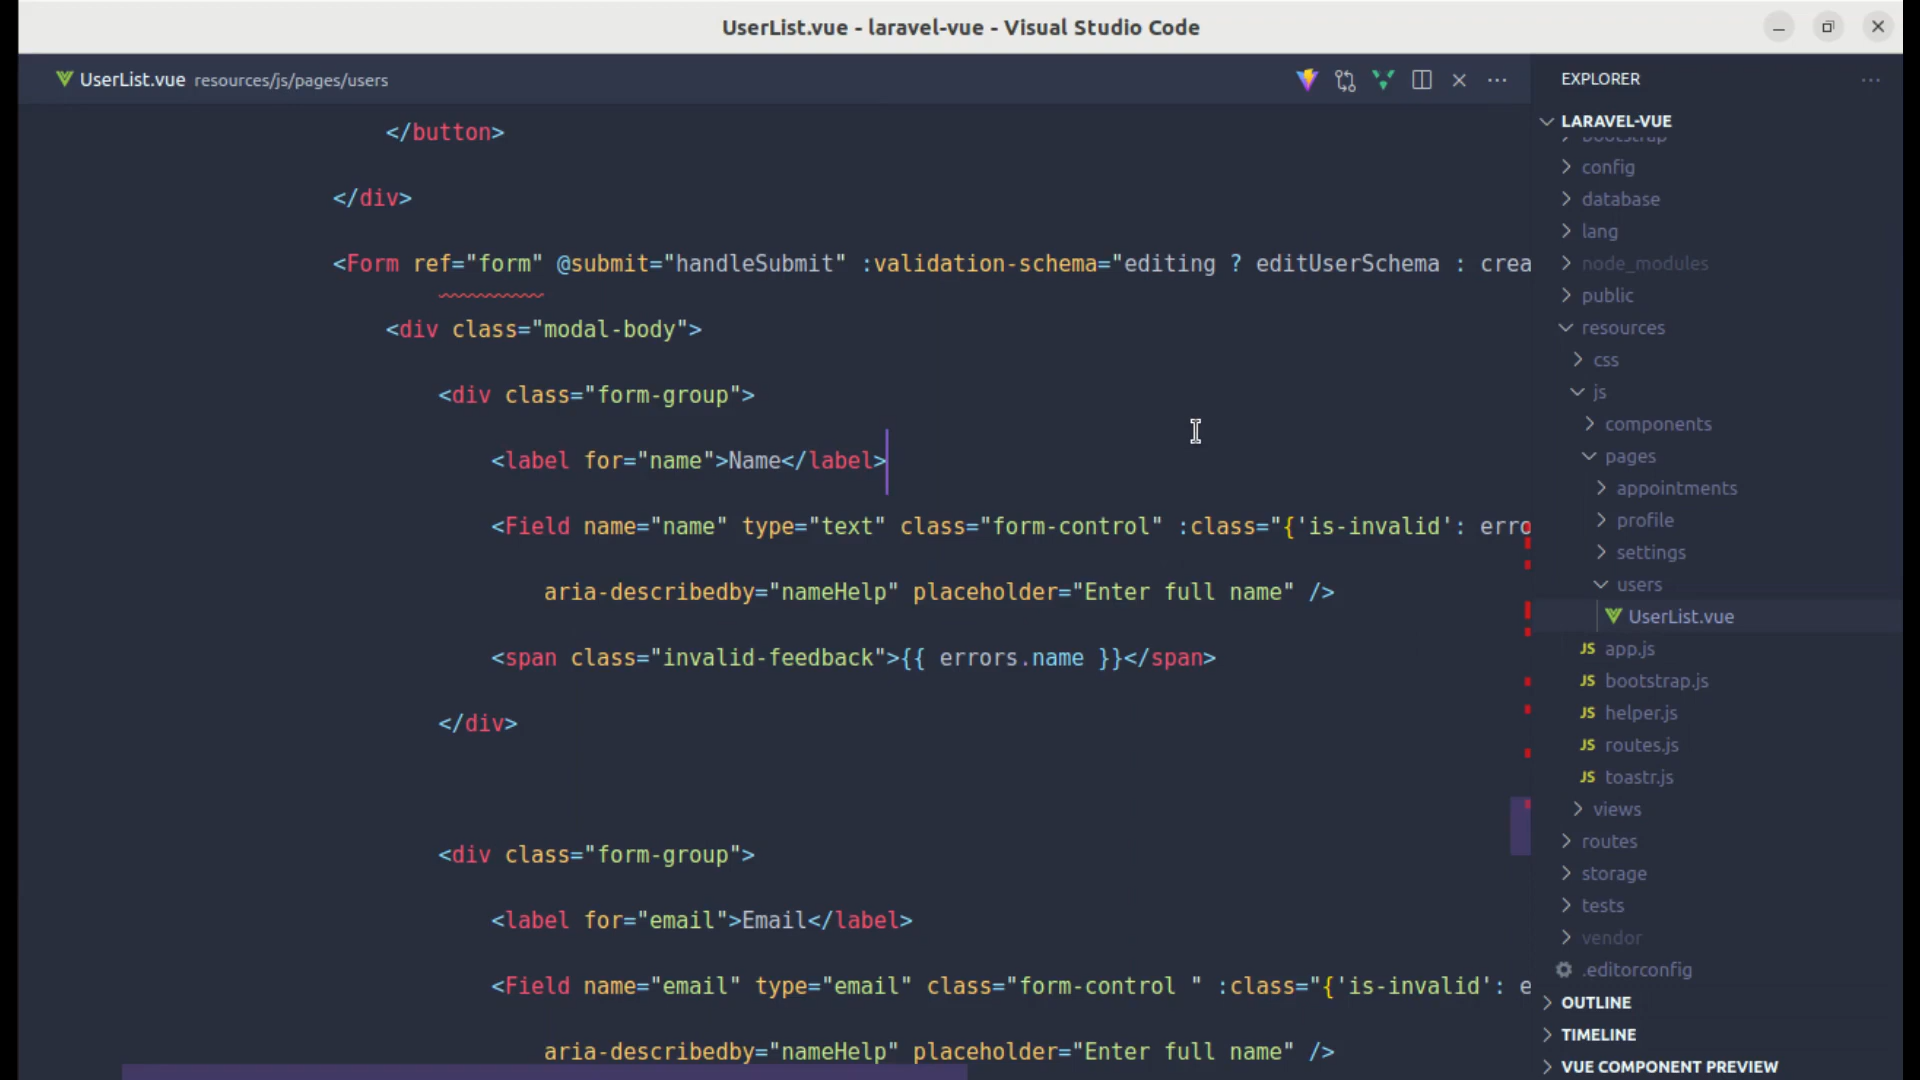 UserList.vue - laravel-vue - Visual Studio Code
UserList.vue resources/js/pages/users
</button>
</div>
<Form ref="form" @submit="handleSubmit" :validation-schema="editing ? editUserSchema : crea
<div class="modal-body">
<div class="form-group">
<label for="name">Name</label>
<Field name="name" type="text" class="form-control" :class="{'is-invalid': erro
aria-describedby="nameHelp" placeholder="Enter full name" />
<span class="invalid-feedback">{{ errors.name }}</span>
</div>
<div class="form-group">
<label for="email">Email</label>
<Field name="email" type="email" class="form-control " :class="{'is-invalid': e
aria-describedby="nameHelp" placeholder="Enter full name" />
EXPLORER
LARAVEL-VUE
bootstrap
config
database
lang
node_modules
public
resources
css
js
components
pages
appointments
profile
settings
users
UserList.vue
JS app.js
JS bootstrap.js
JS helper.js
JS routes.js
JS toastr.js
views
routes
storage
tests
vendor
.editorconfig
OUTLINE
TIMELINE
VUE COMPONENT PREVIEW